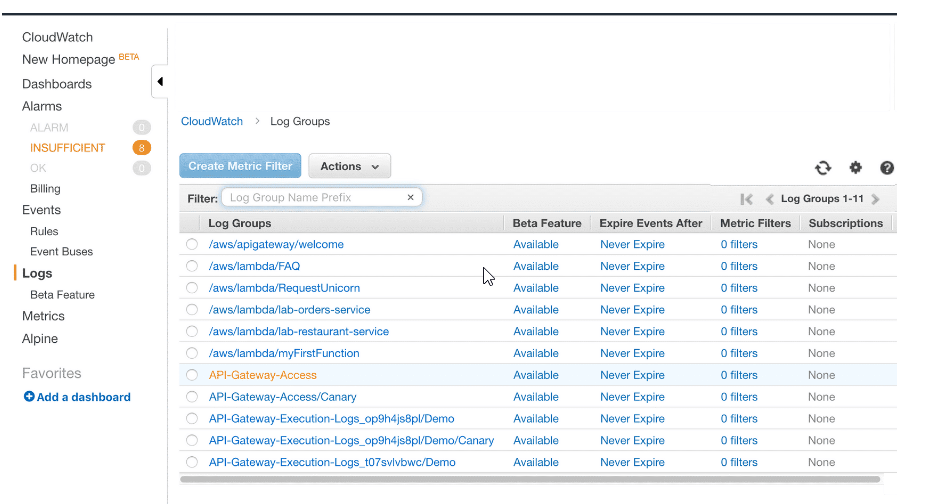 CloudWatch
New Homepage BETA
Dashboards
Alarms
ALARM 0
INSUFFICIENT 8
OK 0
Billing
Events
Rules
Event Buses
Logs
Beta Feature
Metrics
Alpine
Favorites
Add a dashboard
CloudWatch > Log Groups
Create Metric Filter Actions
Filter: Log Group Name Prefix ×
Log Groups 1-11
Log Groups Beta Feature Expire Events After Metric Filters Subscriptions
/aws/apigateway/welcome Available Never Expire 0 filters None
/aws/lambda/FAQ Available Never Expire 0 filters None
/aws/lambda/RequestUnicorn Available Never Expire 0 filters None
/aws/lambda/lab-orders-service Available Never Expire 0 filters None
/aws/lambda/lab-restaurant-service Available Never Expire 0 filters None
/aws/lambda/myFirstFunction Available Never Expire 0 filters None
API-Gateway-Access Available Never Expire 0 filters None
API-Gateway-Access/Canary Available Never Expire 0 filters None
API-Gateway-Execution-Logs_op9h4js8pl/Demo Available Never Expire 0 filters None
API-Gateway-Execution-Logs_op9h4js8pl/Demo/Canary Available Never Expire 0 filters None
API-Gateway-Execution-Logs_t07svlvbwc/Demo Available Never Expire 0 filters None